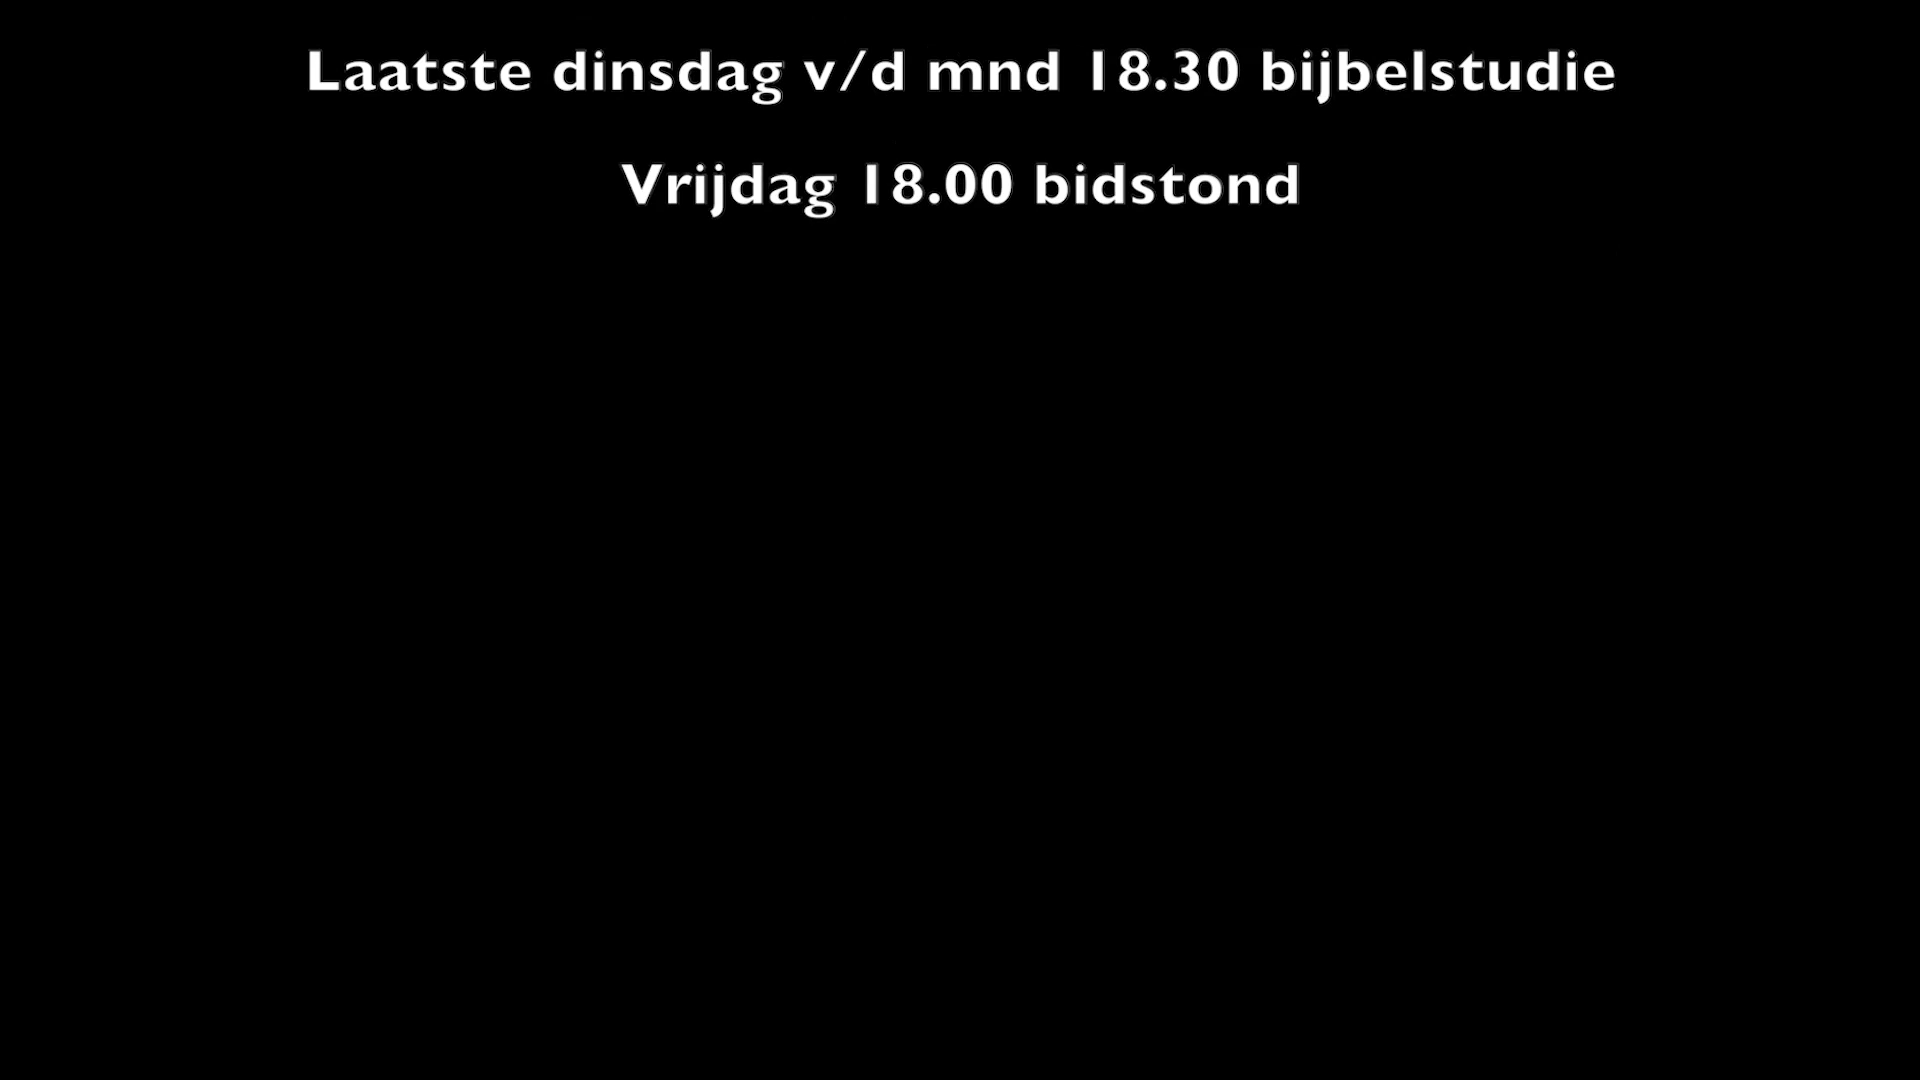 Laatste dinsdag v/d mnd 18.30 bijbelstudie
Vrijdag 18.00 bidstond